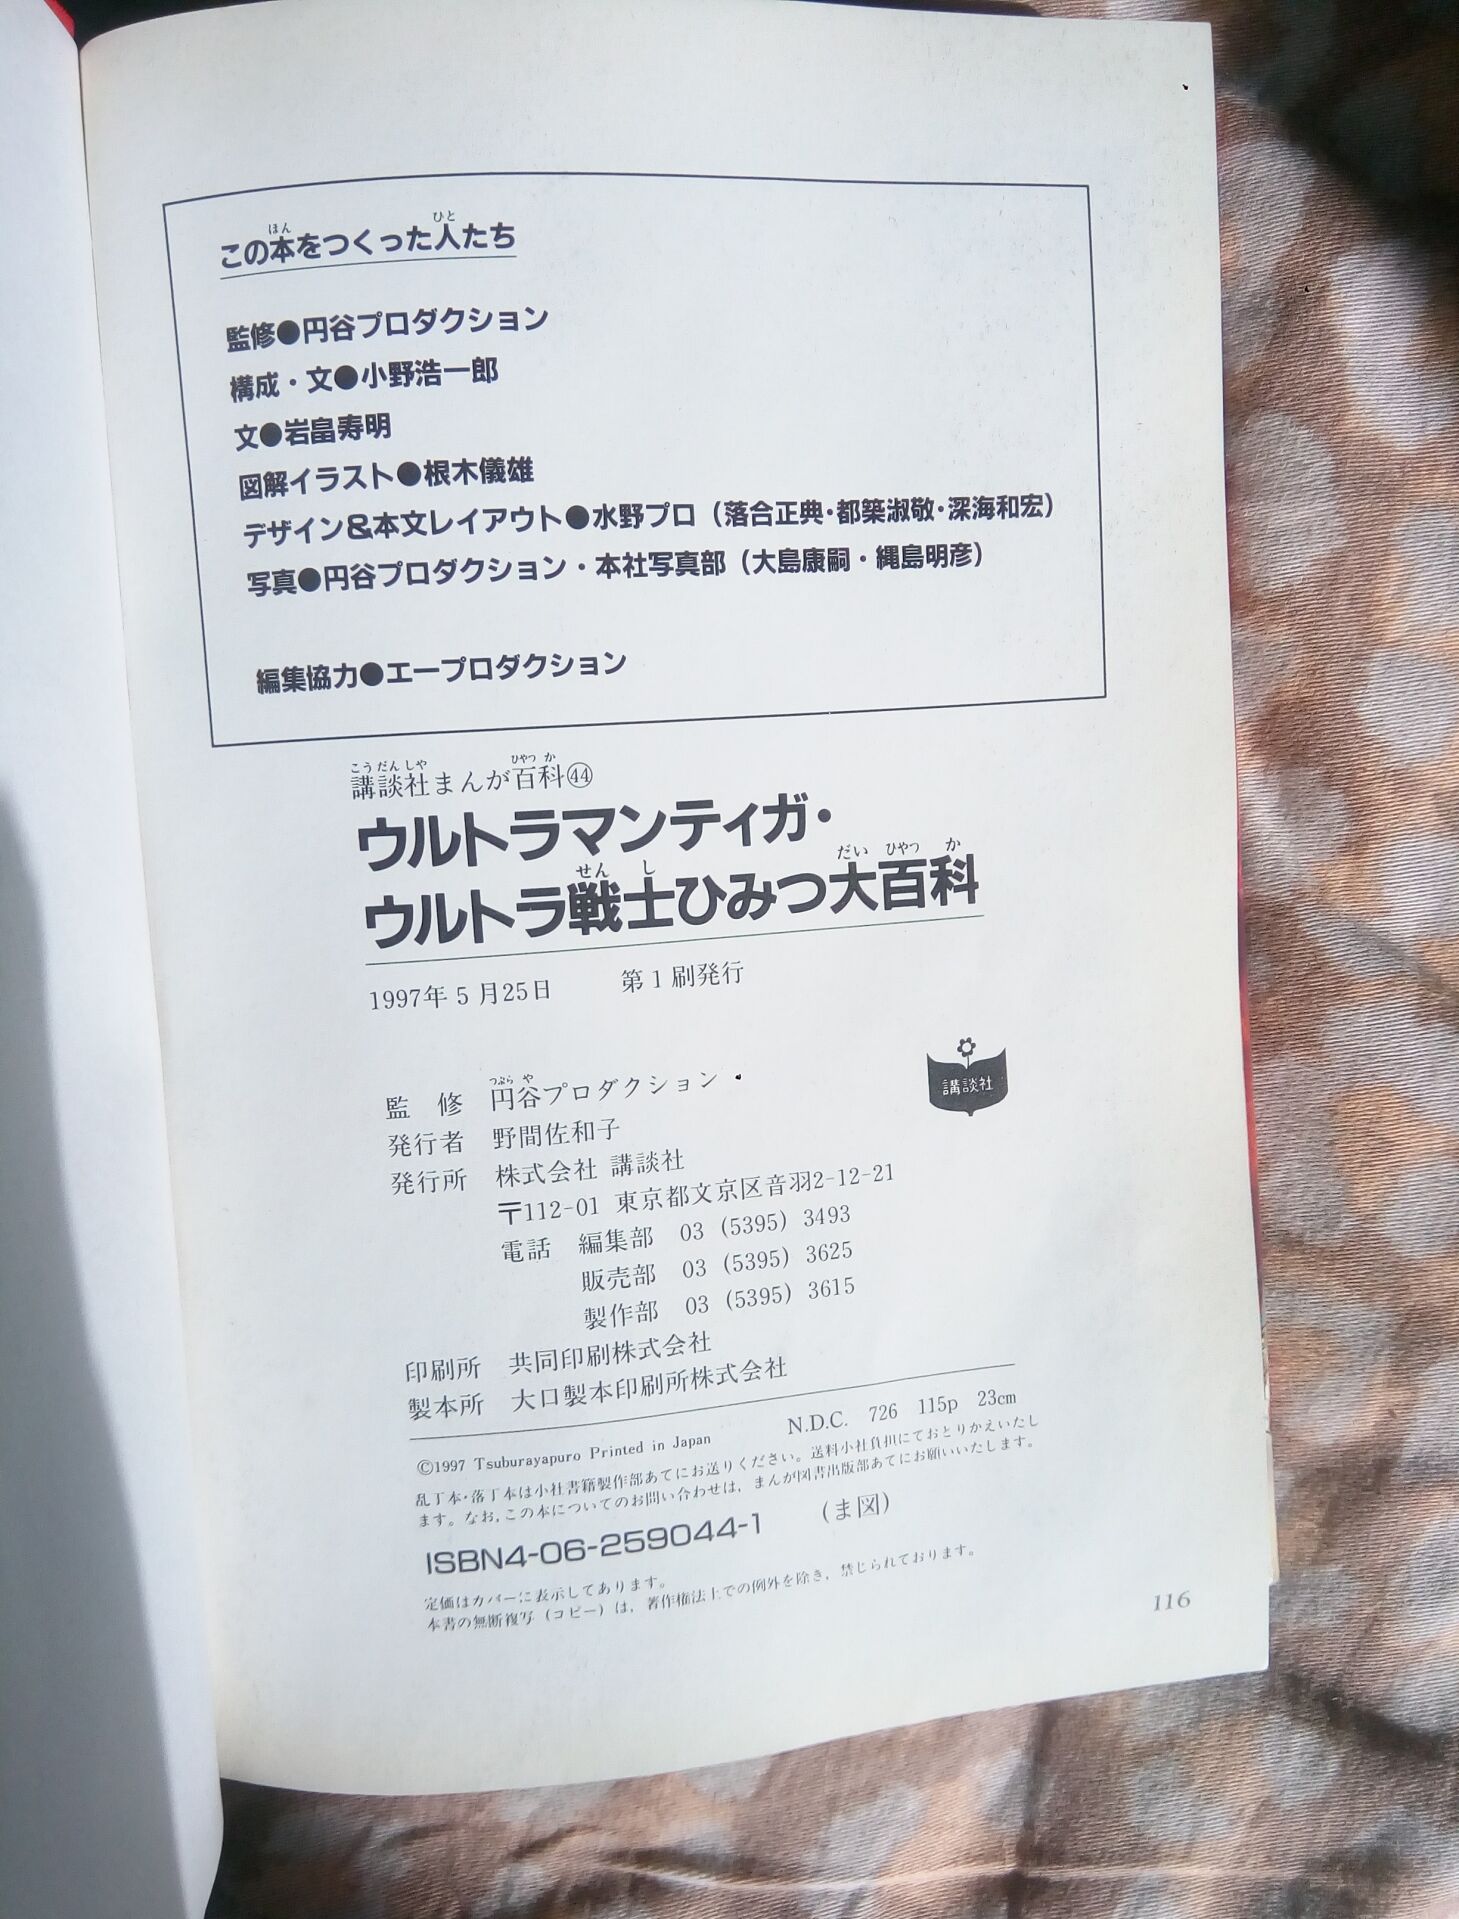 この本をつくった人たち
監修●円谷プロダクション
構成・文●小野浩一郎
文●岩畠寿明
図解イラスト●根木儀雄
デザイン&本文レイアウト●水野プロ（落合正典・都築淑敬・深海和宏）
写真●円谷プロダクション・本社写真部（大島康嗣・縄島明彦）
編集協力●エープロダクション
講談社まんが百科㊹
ウルトラマンティガ・
ウルトラ戦士ひみつ大百科
1997年5月25日　第1刷発行
講談社
監　修　円谷プロダクション
発行者　野間佐和子
発行所　株式会社 講談社
〒112-01 東京都文京区音羽2-12-21
電話　編集部　03 (5395) 3493
販売部　03 (5395) 3625
製作部　03 (5395) 3615
印刷所　共同印刷株式会社
製本所　大口製本印刷所株式会社
N.D.C.　726　115p　23cm
©1997 Tsuburayapuro Printed in Japan
乱丁本・落丁本は小社書籍製作部あてにお送りください。送料小社負担にておとりかえいたし
ます。なお，この本についてのお問い合わせは，まんが図書出版部あてにお願いいたします。
ISBN4-06-259044-1　（ま図）
定価はカバーに表示してあります。
本書の無断複写（コピー）は，著作権法上での例外を除き，禁じられております。
116